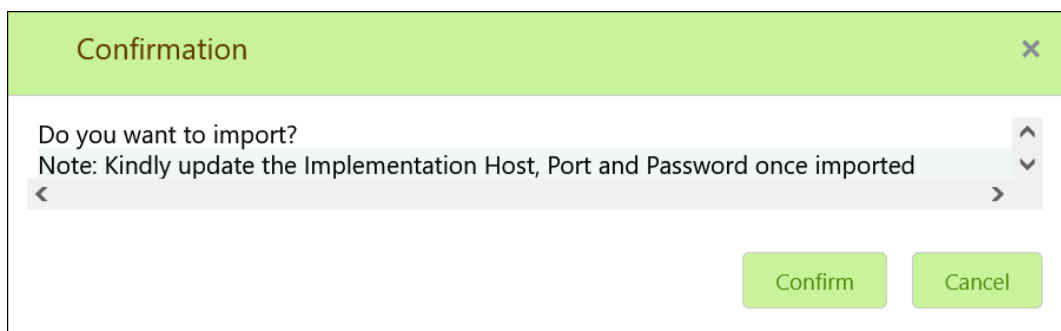 Confirmation
Do you want to import?
Note: Kindly update the Implementation Host, Port and Password once imported
Confirm
Cancel